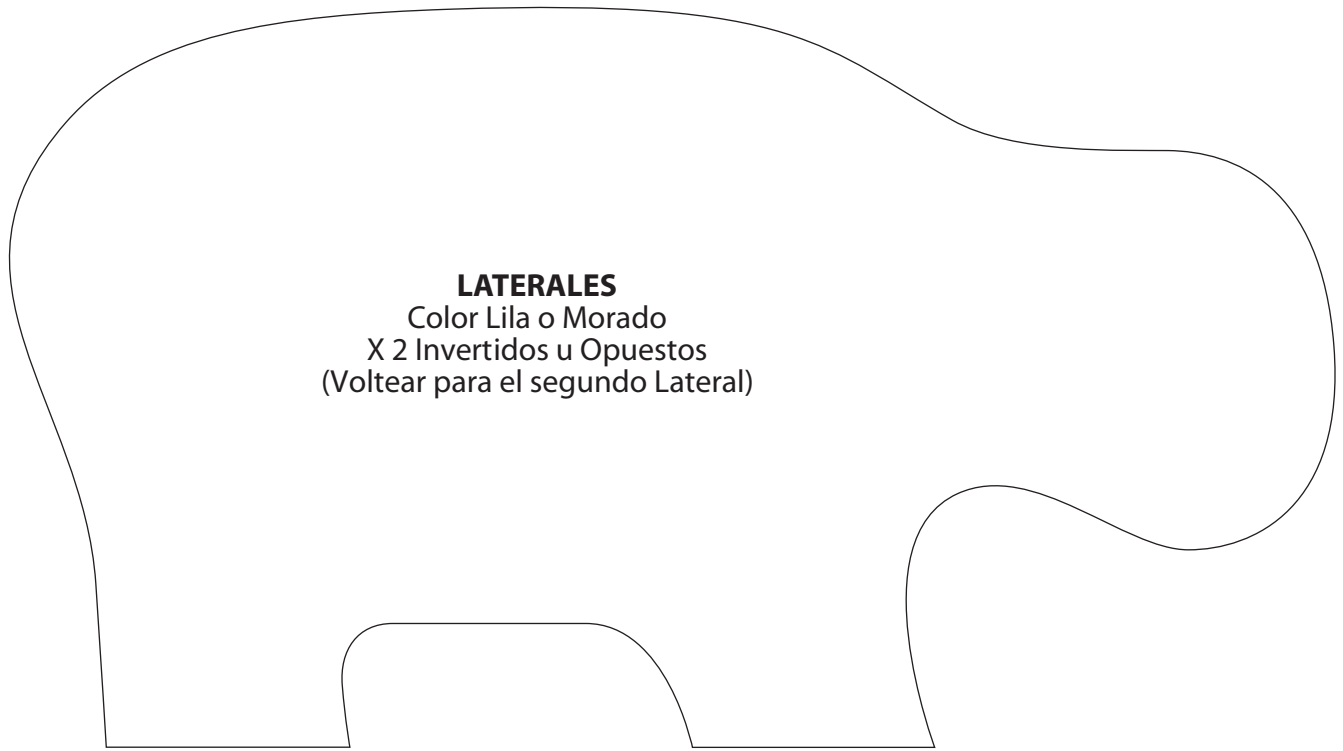 LATERALES
Color Lila o Morado
X 2 Invertidos u Opuestos
(Voltear para el segundo Lateral)